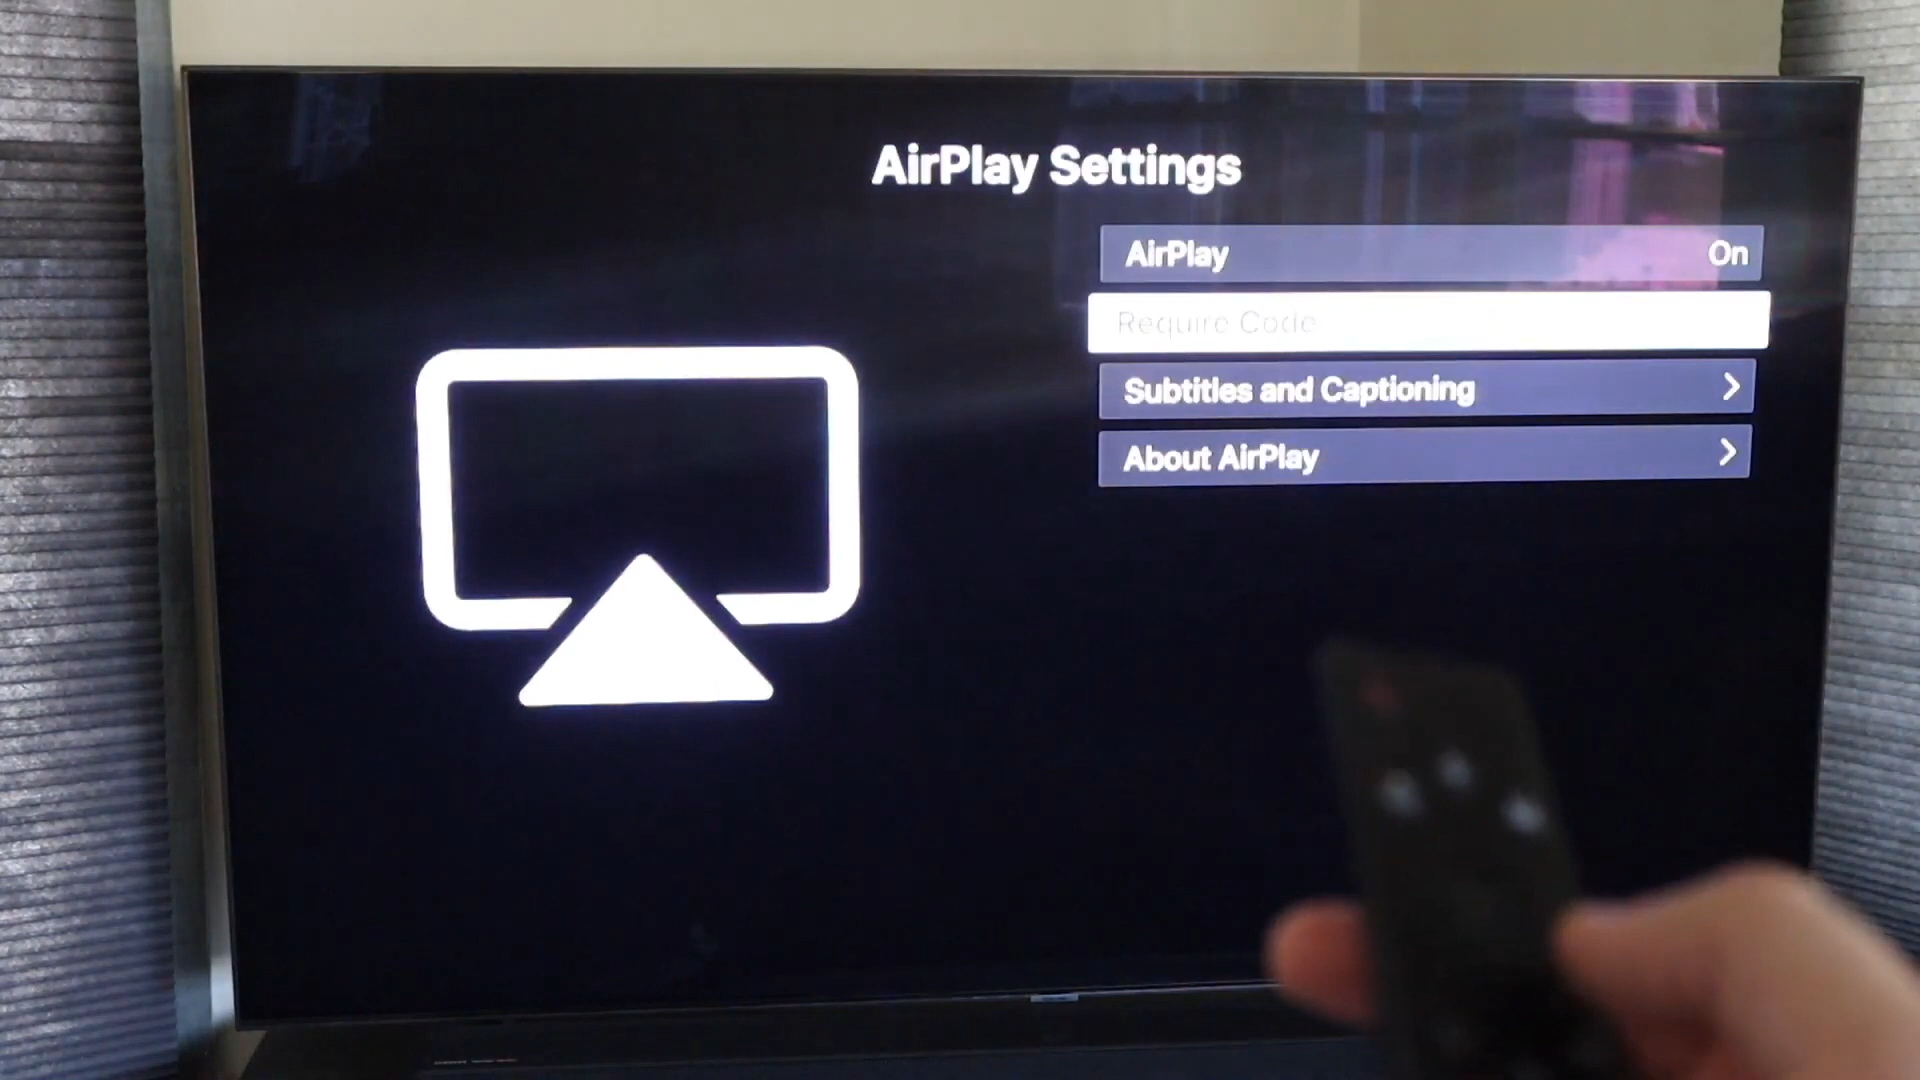 AirPlay Settings
AirPlay On
Require Code
Subtitles and Captioning
About AirPlay